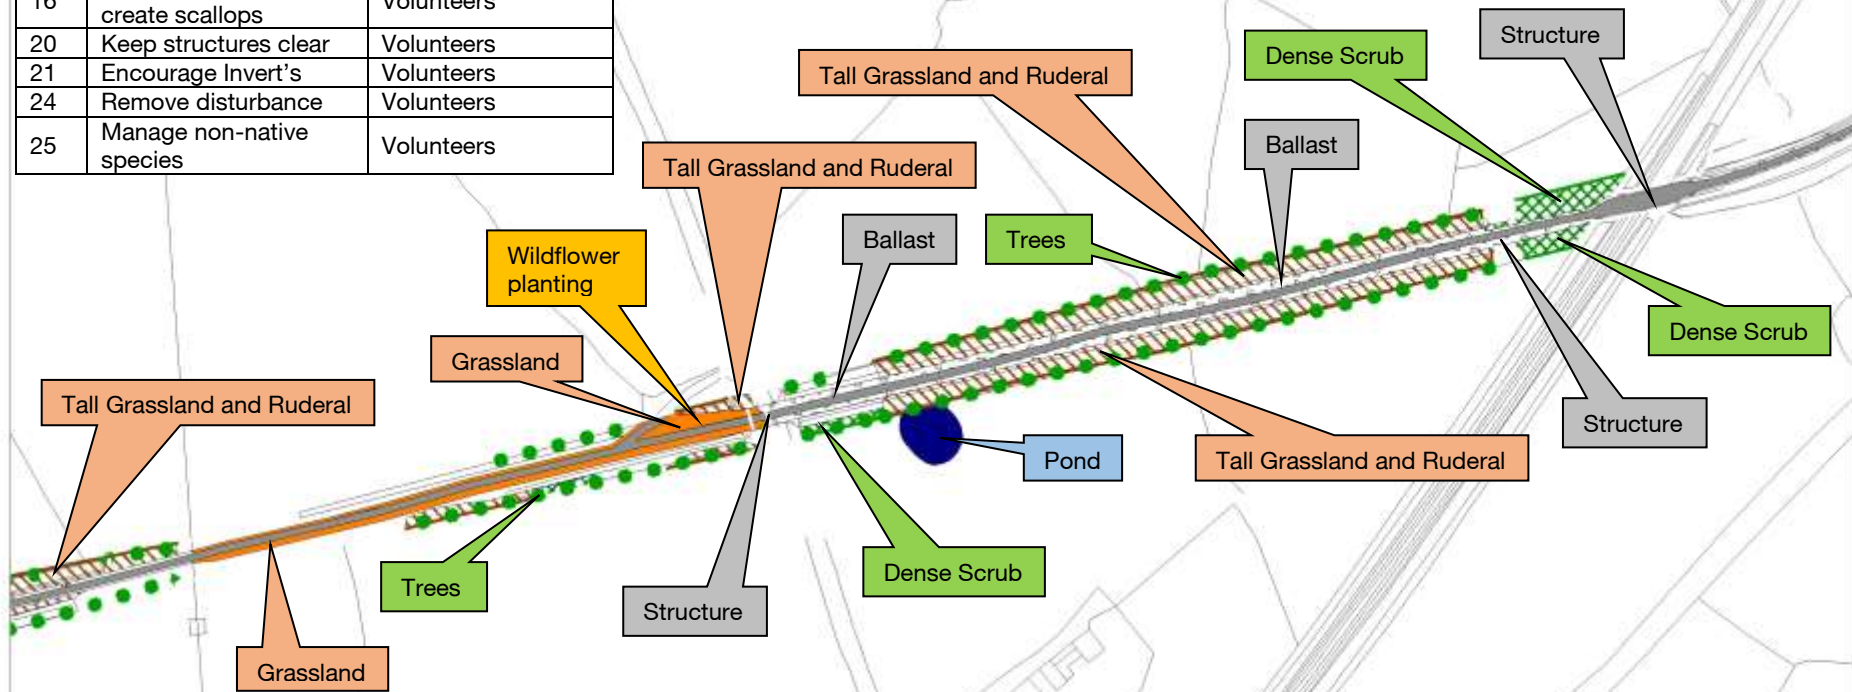 16
create scallops
Volunteers
20 Keep structures clear Volunteers
21 Encourage Invert's Volunteers
24 Remove disturbance Volunteers
25 Manage non-native
species
Volunteers
Structure
Dense Scrub
Tall Grassland and Ruderal
Ballast
Tall Grassland and Ruderal
Ballast
Trees
Wildflower
planting
Dense Scrub
Grassland
Tall Grassland and Ruderal
Structure
Pond
Tall Grassland and Ruderal
Dense Scrub
Trees
Structure
Grassland